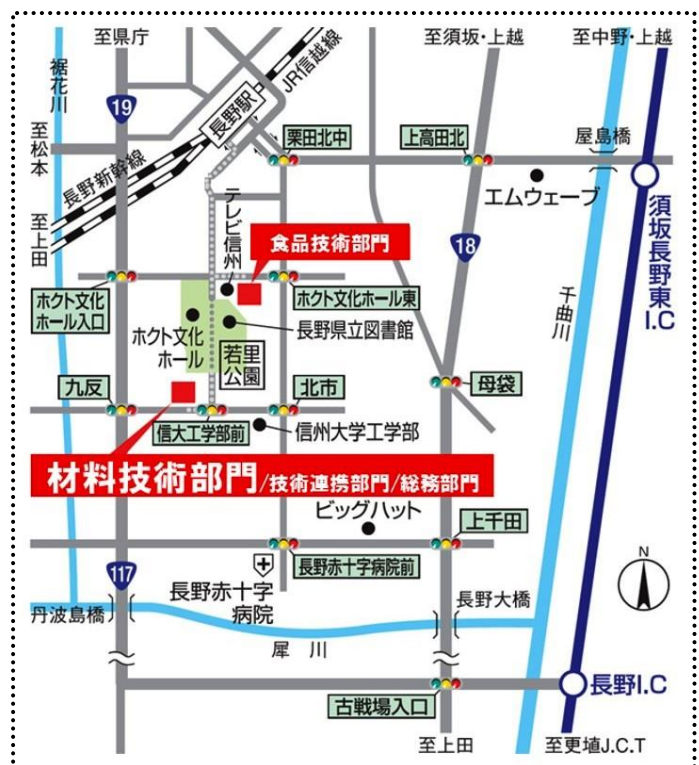 至県庁
至須坂・上越
至中野・上越
裾花川
JR信越線
19
長野駅
至松本
栗田北中
上高田北
屋島橋
長野新幹線
エムウェーブ
至上田
テレビ信州
食品技術部門
18
須坂長野東I.C
ホクト文化
ホール入口
ホクト文化ホール東
千曲川
ホクト文化
ホール
長野県立図書館
若里
公園
九反
北市
母袋
信大工学部前
信州大学工学部
材料技術部門/技術連携部門/総務部門
ビッグハット
上千田
長野赤十字病院前
N
117
長野赤十字
病院
丹波島橋
長野大橋
犀川
長野I.C
古戦場入口
至上田
至更埴J.C.T